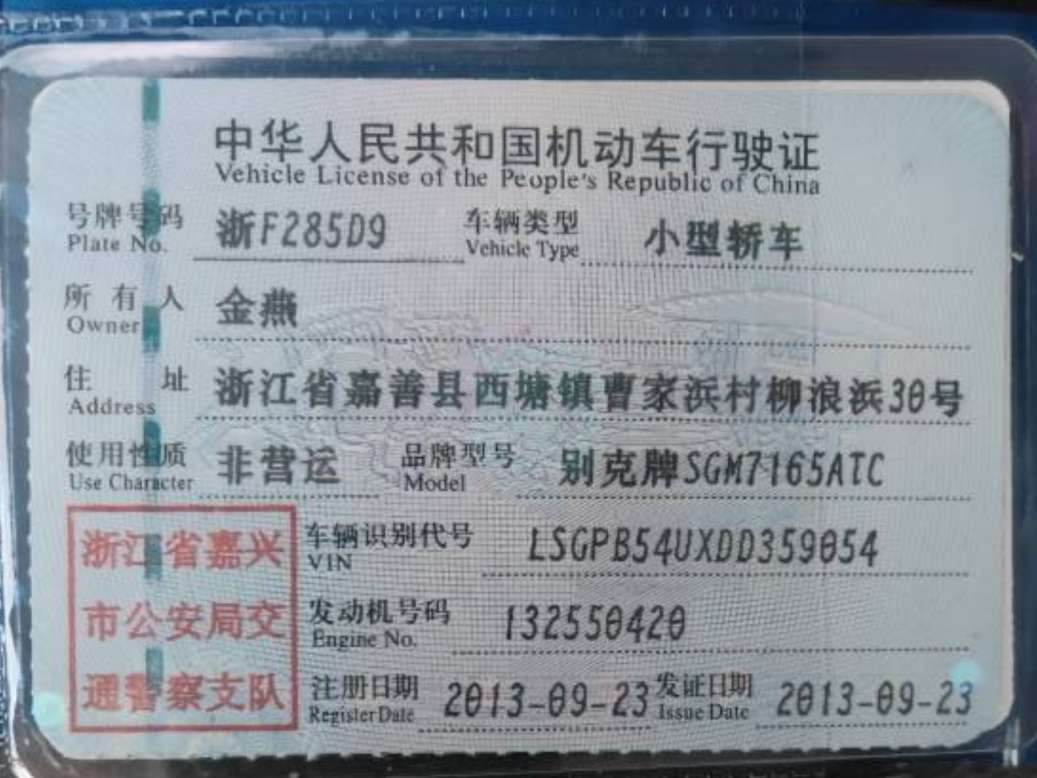 中华人民共和国机动车行驶证
Vehicle License of the People's Republic of China
号牌号码 浙F285D9 车辆类型 小型轿车
Plate No. Vehicle Type
所有人 金燕
Owner
住址 浙江省嘉善县西塘镇曹家浜村柳浪浜30号
Address
使用性质 非营运 品牌型号 别克牌SGM7165ATC
Use Character Model
浙江省嘉兴
市公安局交
通警察支队
车辆识别代号 LSGPB54UXDD359054
VIN
发动机号码 132550420
Engine No.
注册日期 2013-09-23 发证日期 2013-09-23
Register Date Issue Date